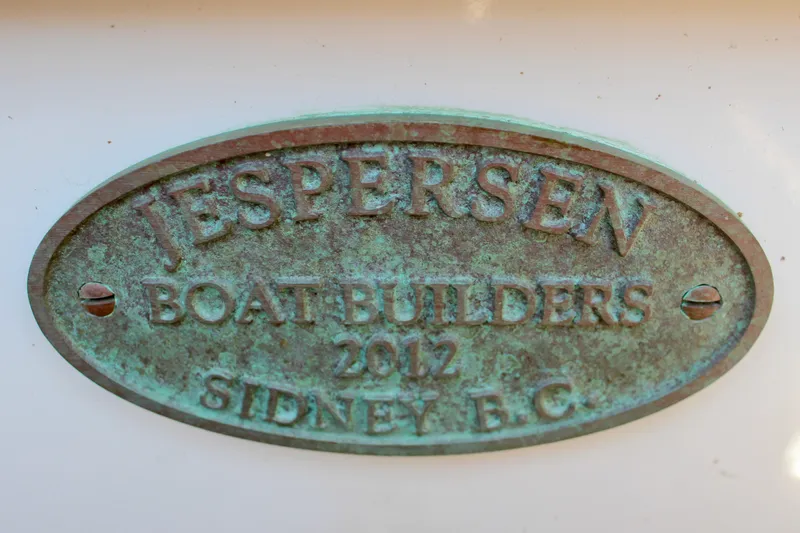 JESPERSEN
BOAT BUILDERS
2012
SIDNEY B.C.